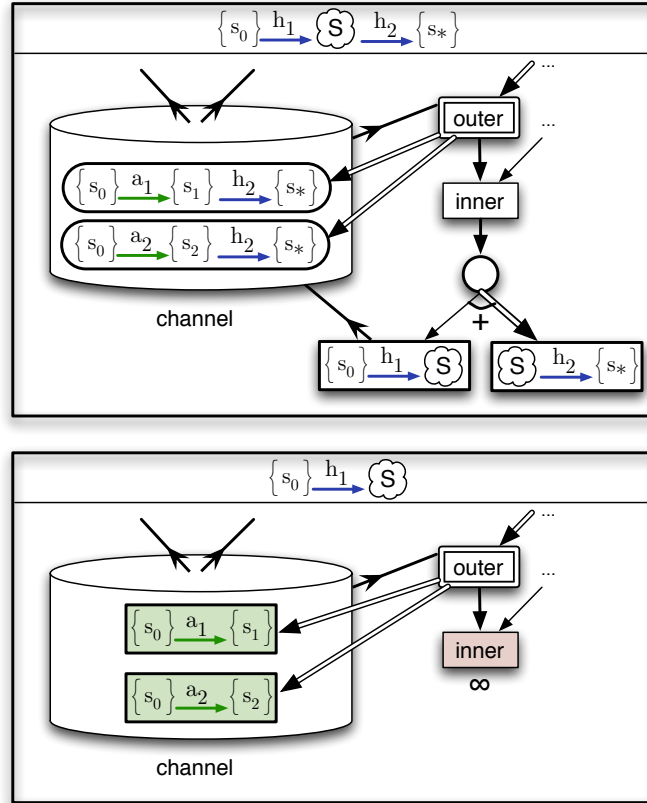 {s₀} h₁ S h₂ {s*}
...
outer
...
{s₀} a₁ {s₁} h₂ {s*}
inner
{s₀} a₂ {s₂} h₂ {s*}
channel
+
{s₀} h₁ S
S h₂ {s*}
{s₀} h₁ S
...
outer
...
{s₀} a₁ {s₁}
inner
∞
{s₀} a₂ {s₂}
channel